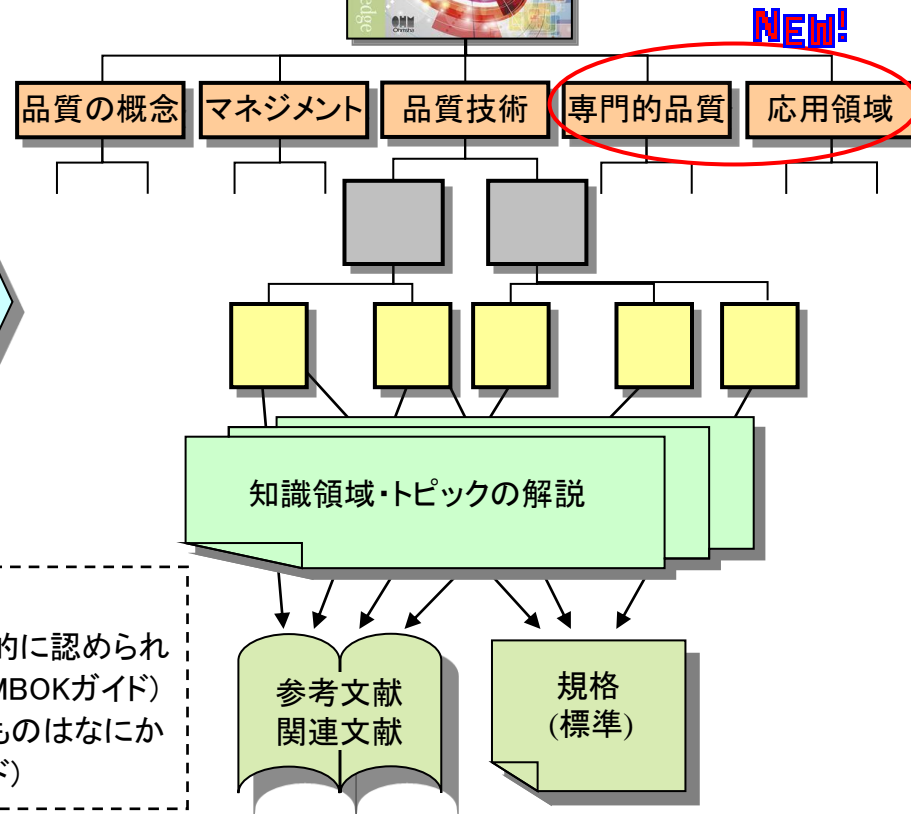 edge
OHM
Ohmsha
NEW!
品質の概念
マネジメント
品質技術
専門的品質
応用領域
知識領域・トピックの解説
的に認められ
MBOKガイド)
ものはなにか
ド)
参考文献
関連文献
規格
(標準)